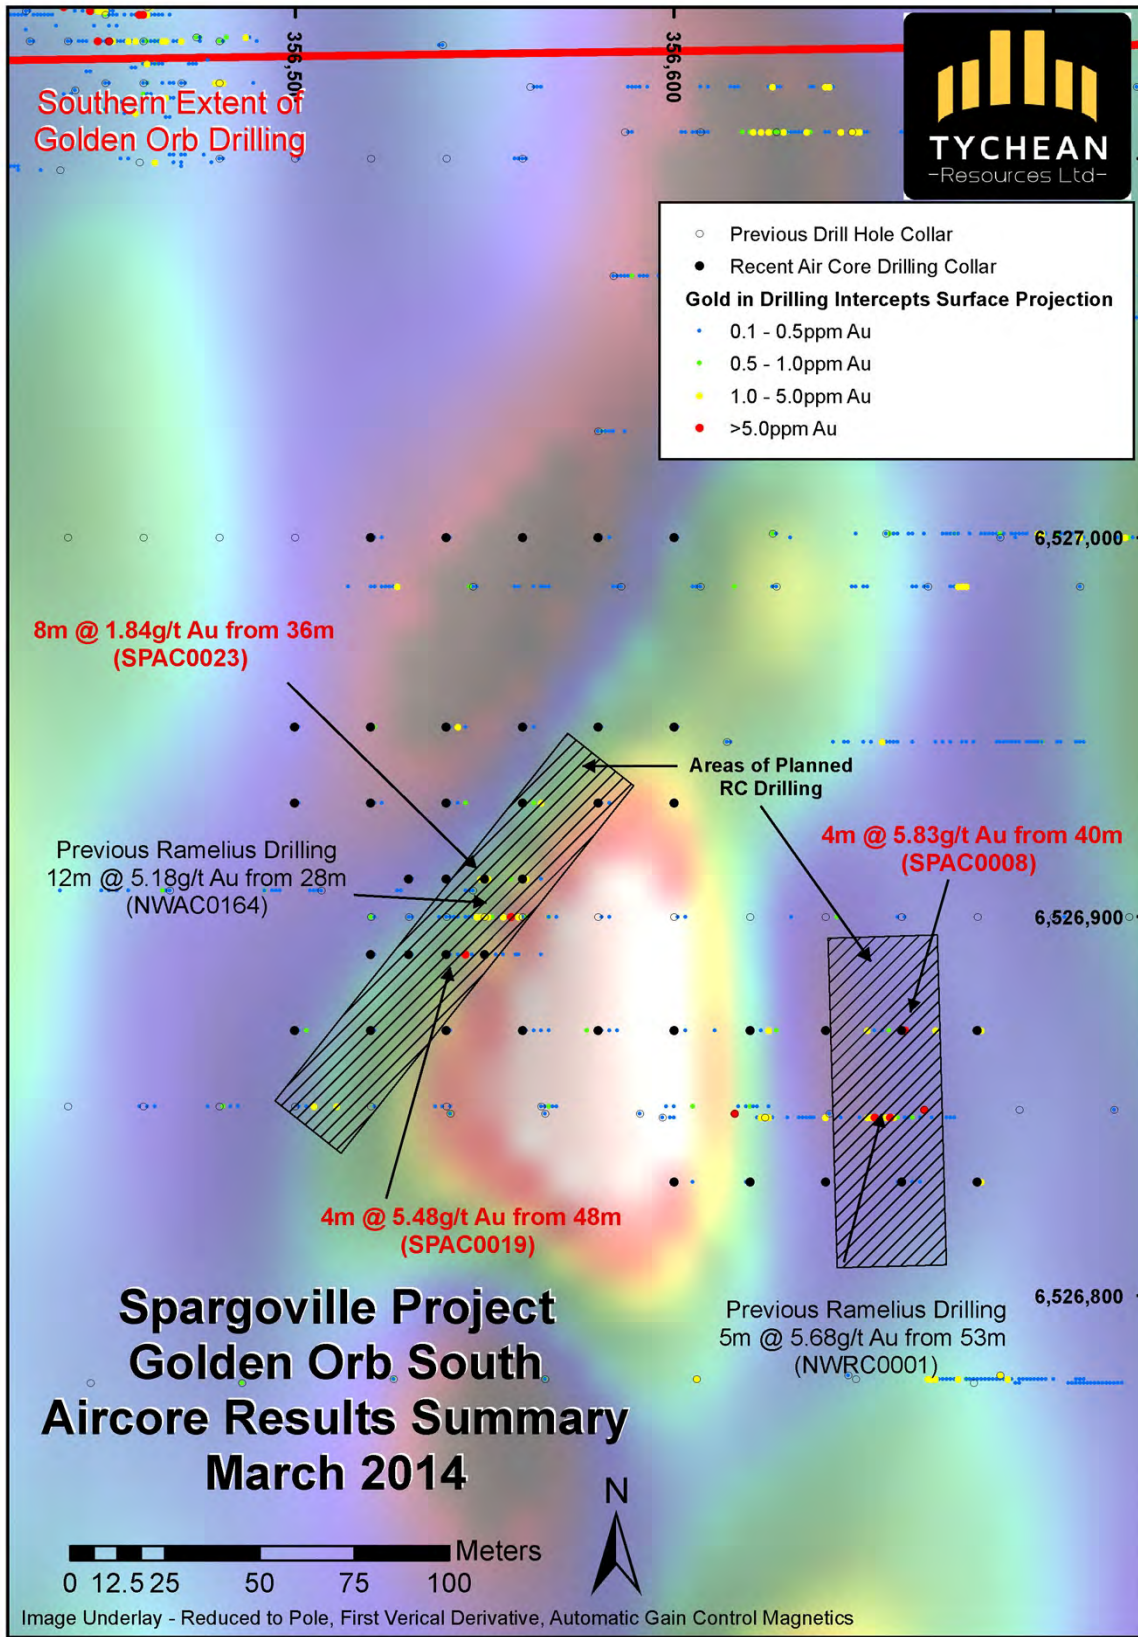 356,50
356,600
Southern Extent of
Golden Orb Drilling
TYCHEAN
-Resources Ltd-
Previous Drill Hole Collar
Recent Air Core Drilling Collar
Gold in Drilling Intercepts Surface Projection
0.1 - 0.5ppm Au
0.5 - 1.0ppm Au
1.0 - 5.0ppm Au
>5.0ppm Au
6,527,000
8m @ 1.84g/t Au from 36m
(SPAC0023)
Areas of Planned
RC Drilling
Previous Ramelius Drilling
12m @ 5.18g/t Au from 28m
(NWAC0164)
4m @ 5.83g/t Au from 40m
(SPAC0008)
6,526,900
4m @ 5.48g/t Au from 48m
(SPAC0019)
6,526,800
Previous Ramelius Drilling
5m @ 5.68g/t Au from 53m
(NWRC0001)
Spargoville Project
Golden Orb South
Aircore Results Summary
March 2014
N
Meters
0 12.5 25 50 75 100
Image Underlay - Reduced to Pole, First Verical Derivative, Automatic Gain Control Magnetics